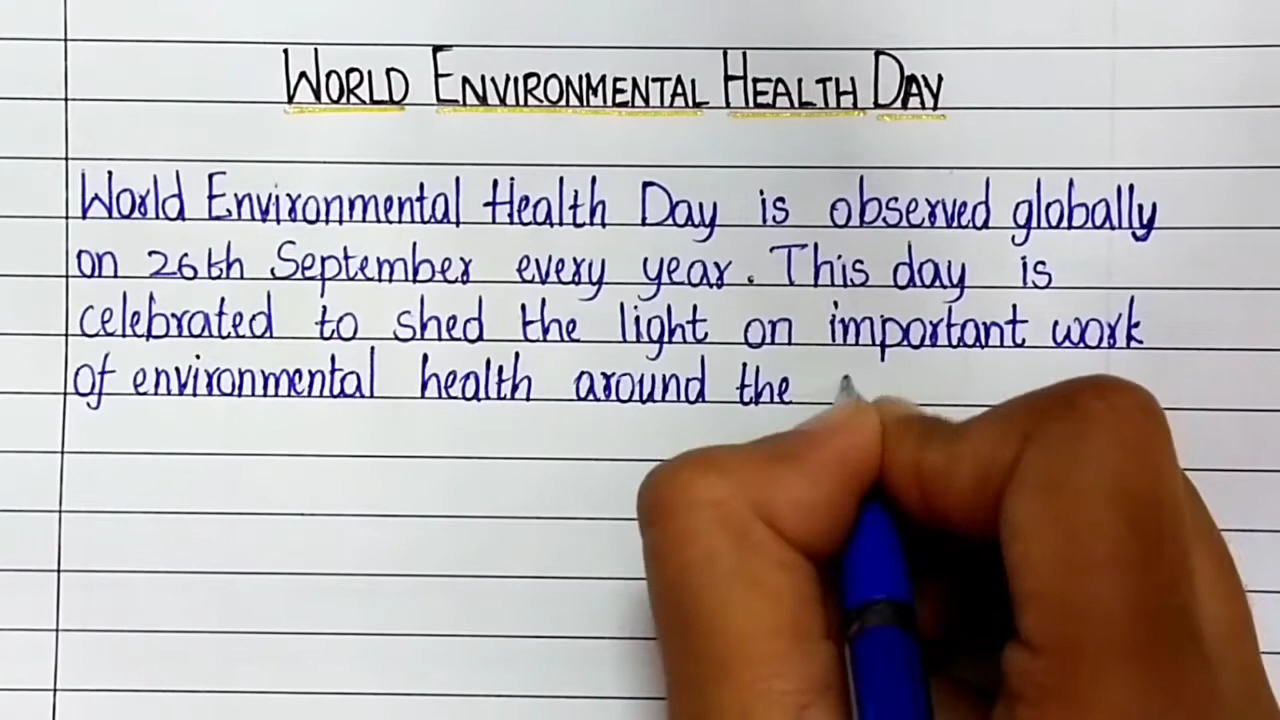 WORLD ENVIRONMENTAL HEALTH DAY
World Environmental Health Day is observed globally
on 26th September every year. This day is
celebrated to shed the light on important work
of environmental health around the